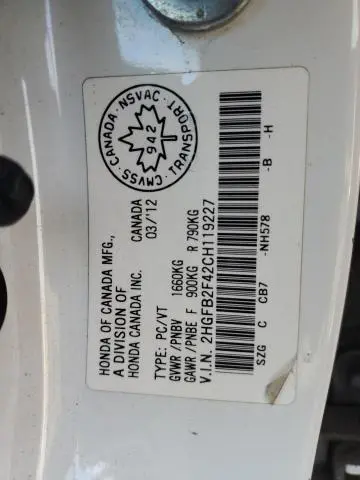 HONDA OF CANADA MFG.,
A DIVISION OF
HONDA CANADA INC.
CANADA
03/'12
TYPE: PC/VT
GVWR /PNBV 1660KG
GAWR /PNBE F 900KG R 790KG
V.I.N. 2HGFB2F42CH119227
SZG C CB7 -NH578 -B -H
CMVSS · CANADA · NSVAC · TRANSPORT
942